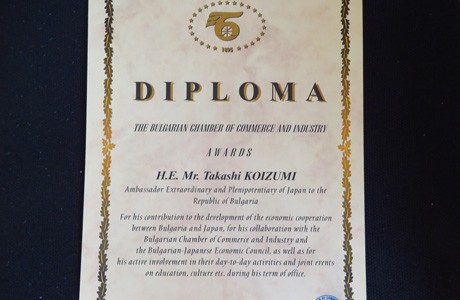 1895
DIPLOMA
THE BULGARIAN CHAMBER OF COMMERCE AND INDUSTRY
AWARDS
H.E. Mr. Takashi KOIZUMI
Ambassador Extraordinary and Plenipotentiary of Japan to the
Republic of Bulgaria
For his contribution to the development of the economic cooperation
between Bulgaria and Japan, for his collaboration with the
Bulgarian Chamber of Commerce and Industry and
the Bulgarian-Japanese Economic Council, as well as for
his active involvement in their day-to-day activities and joint events
on education, culture etc. during his term of office.